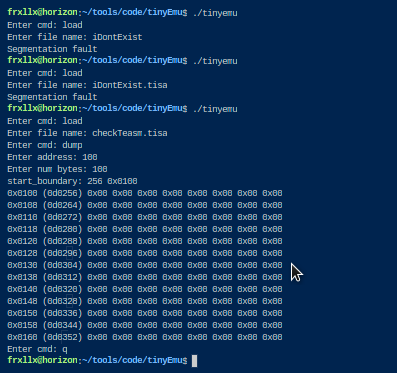 frxllx@horizon:~/tools/code/tinyEmu$ ./tinyemu
Enter cmd: load
Enter file name: iDontExist
Segmentation fault
frxllx@horizon:~/tools/code/tinyEmu$ ./tinyemu
Enter cmd: load
Enter file name: iDontExist.tisa
Segmentation fault
frxllx@horizon:~/tools/code/tinyEmu$ ./tinyemu
Enter cmd: load
Enter file name: checkTeasm.tisa
Enter cmd: dump
Enter address: 100
Enter num bytes: 100
start_boundary: 256 0x0100
0x0100 (0d0256) 0x00 0x00 0x00 0x00 0x00 0x00 0x00 0x00
0x0108 (0d0264) 0x00 0x00 0x00 0x00 0x00 0x00 0x00 0x00
0x0110 (0d0272) 0x00 0x00 0x00 0x00 0x00 0x00 0x00 0x00
0x0118 (0d0280) 0x00 0x00 0x00 0x00 0x00 0x00 0x00 0x00
0x0120 (0d0288) 0x00 0x00 0x00 0x00 0x00 0x00 0x00 0x00
0x0128 (0d0296) 0x00 0x00 0x00 0x00 0x00 0x00 0x00 0x00
0x0130 (0d0304) 0x00 0x00 0x00 0x00 0x00 0x00 0x00 0x00
0x0138 (0d0312) 0x00 0x00 0x00 0x00 0x00 0x00 0x00 0x00
0x0140 (0d0320) 0x00 0x00 0x00 0x00 0x00 0x00 0x00 0x00
0x0148 (0d0328) 0x00 0x00 0x00 0x00 0x00 0x00 0x00 0x00
0x0150 (0d0336) 0x00 0x00 0x00 0x00 0x00 0x00 0x00 0x00
0x0158 (0d0344) 0x00 0x00 0x00 0x00 0x00 0x00 0x00 0x00
0x0160 (0d0352) 0x00 0x00 0x00 0x00 0x00 0x00 0x00 0x00
Enter cmd: q
frxllx@horizon:~/tools/code/tinyEmu$